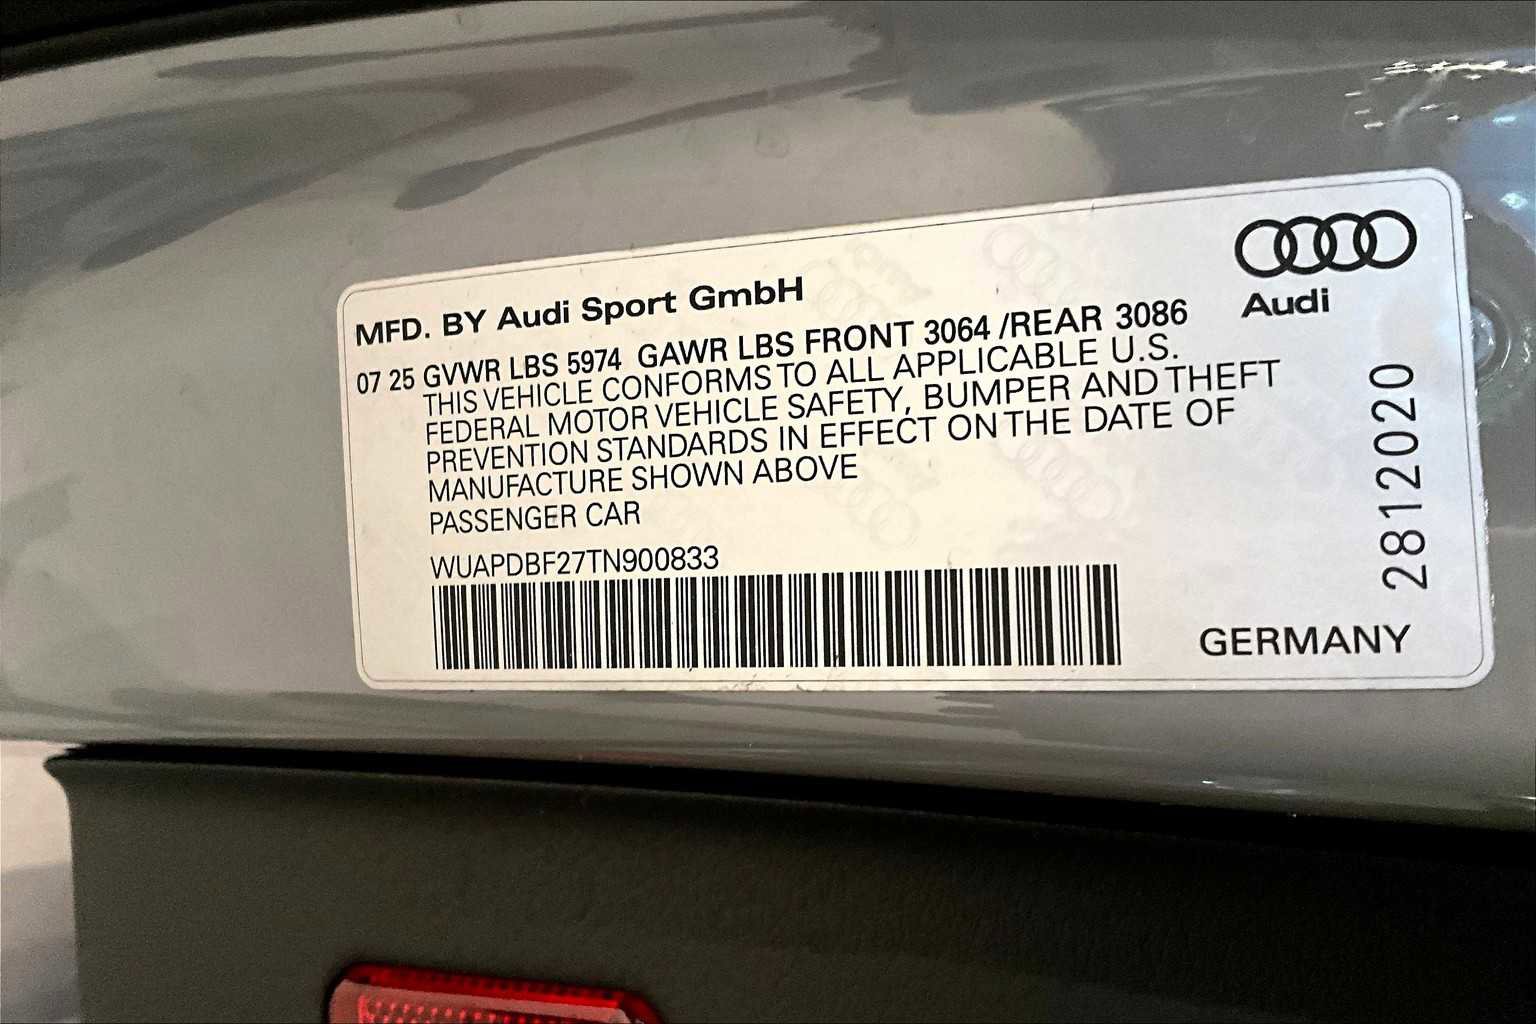 Audi
MFD. BY Audi Sport GmbH
07 25 GVWR LBS 5974 GAWR LBS FRONT 3064 /REAR 3086
THIS VEHICLE CONFORMS TO ALL APPLICABLE U.S.
FEDERAL MOTOR VEHICLE SAFETY, BUMPER AND THEFT
PREVENTION STANDARDS IN EFFECT ON THE DATE OF
MANUFACTURE SHOWN ABOVE
PASSENGER CAR
WUAPDBF27TN900833
2812020
GERMANY